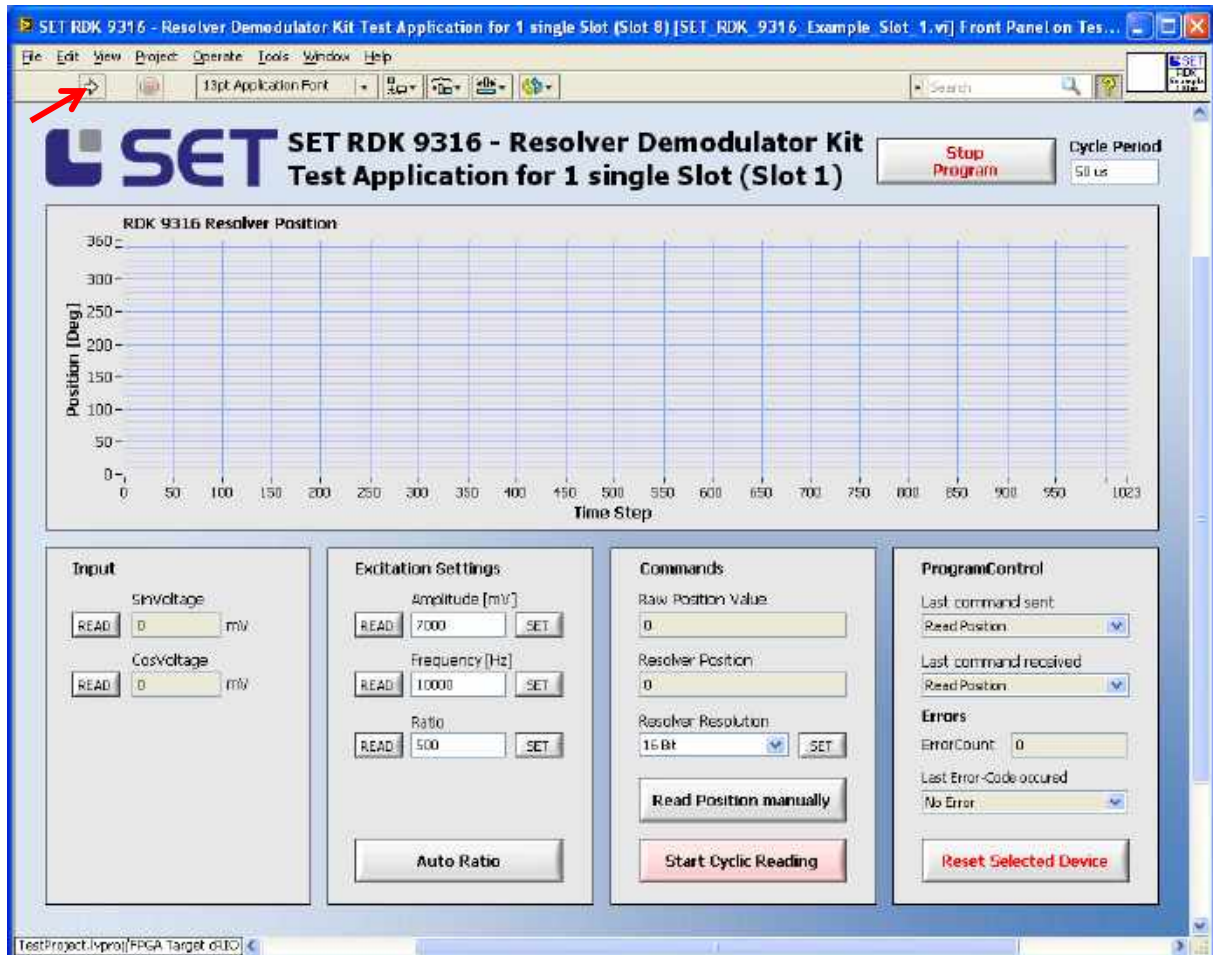 SET RDK 9316 - Resolver Demodulator Kit Test Application for 1 single Slot (Slot 8) [SET_RDK_9316_Example_Slot_1.vi] Front Panel on Tes...
File Edit View Project Operate Tools Window Help
13pt Application Font
Search
SET
RDK
SET
SET RDK 9316 - Resolver Demodulator Kit
Test Application for 1 single Slot (Slot 1)
Stop
Program
Cycle Period
50 us
RDK 9316 Resolver Position
360
300
250
200
150
100
50
0
Position [Deg]
0 50 100 150 200 250 300 350 400 450 500 550 600 650 700 750 800 850 900 950 1023
Time Step
Input
SinVoltage
READ 0 mV
CosVoltage
READ 0 mV
Excitation Settings
Amplitude [mV]
READ 7000 SET
Frequency [Hz]
READ 10000 SET
Ratio
READ 500 SET
Auto Ratio
Commands
Raw Position Value
0
Resolver Position
0
Resolver Resolution
16 Bit SET
Read Position manually
Start Cyclic Reading
ProgramControl
Last command sent
Read Position
Last command received
Read Position
Errors
ErrorCount 0
Last Error-Code occured
No Error
Reset Selected Device
TestProject.lvproj/FPGA Target cRIO